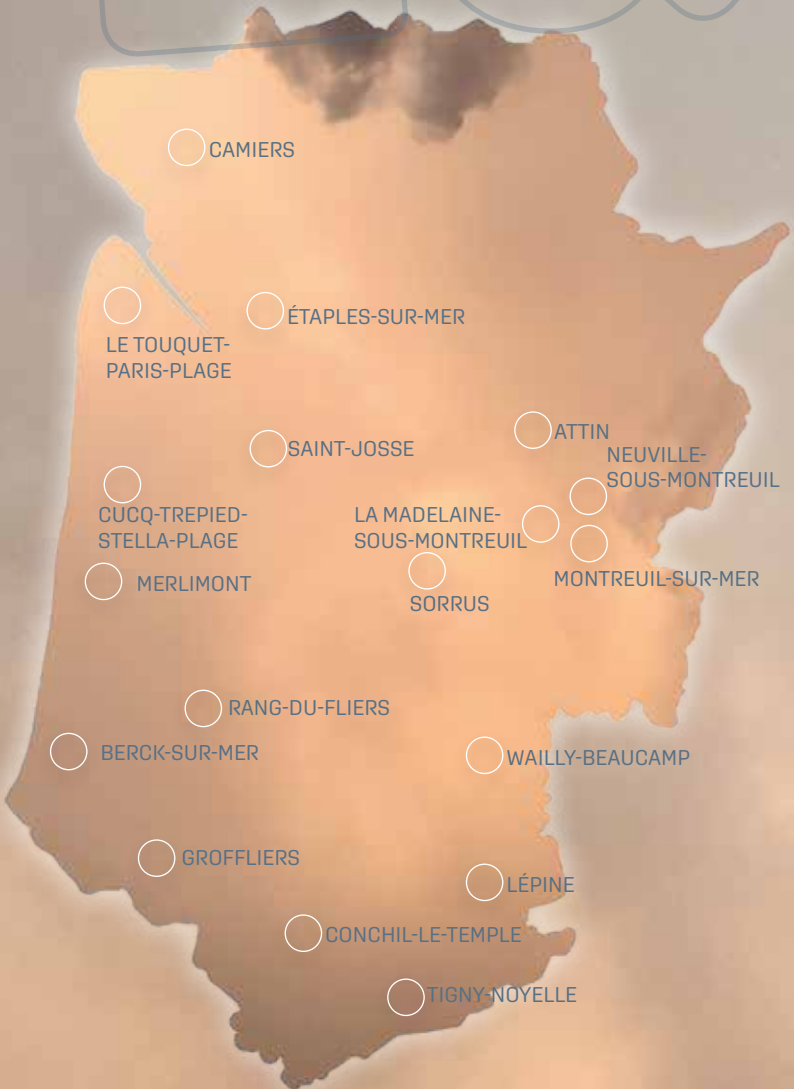 CAMIERS
ÉTAPLES-SUR-MER
LE TOUQUET-
PARIS-PLAGE
ATTIN
SAINT-JOSSE
NEUVILLE-
SOUS-MONTREUIL
CUCQ-TREPIED-
STELLA-PLAGE
LA MADELAINE-
SOUS-MONTREUIL
MERLIMONT
MONTREUIL-SUR-MER
SORRUS
RANG-DU-FLIERS
BERCK-SUR-MER
WAILLY-BEAUCAMP
GROFFLIERS
LÉPINE
CONCHIL-LE-TEMPLE
TIGNY-NOYELLE